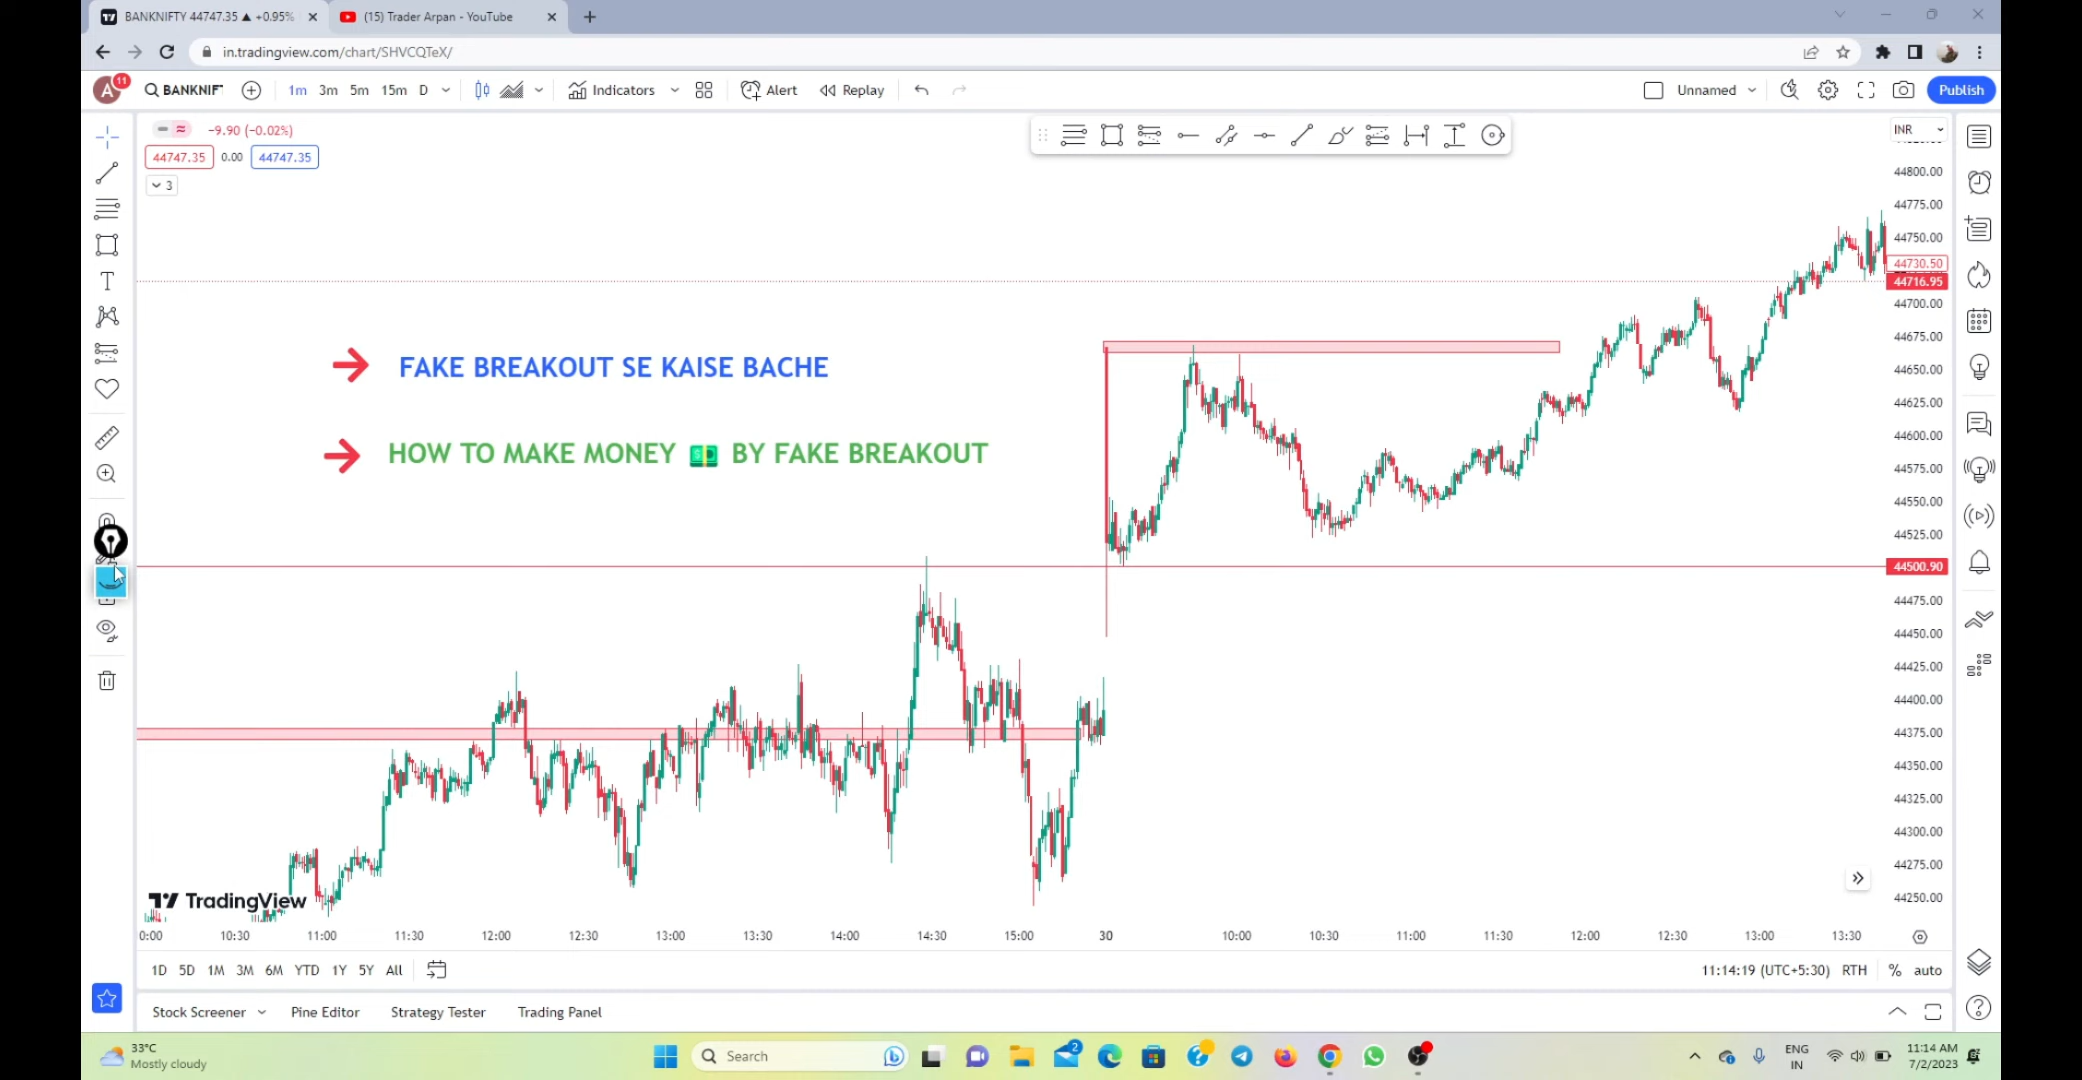 BANKNIFTY 44747.35 ▲ +0.95%
(15) Trader Arpan - YouTube
in.tradingview.com/chart/SHVCQTeX/
A 11 BANKNIF 1m 3m 5m 15m D Indicators Alert Replay Unnamed Publish
−9.90 (−0.02%)
INR
44747.35 0.00 44747.35
3
44800.00
44775.00
44750.00
44730.50
44716.95
44700.00
44675.00
44650.00
44625.00
44600.00
44575.00
44550.00
44525.00
44500.90
44475.00
44450.00
44425.00
44400.00
44375.00
44350.00
44325.00
44300.00
44275.00
44250.00
FAKE BREAKOUT SE KAISE BACHE
HOW TO MAKE MONEY 💵 BY FAKE BREAKOUT
TradingView
0:00 10:30 11:00 11:30 12:00 12:30 13:00 13:30 14:00 14:30 15:00 30 10:00 10:30 11:00 11:30 12:00 12:30 13:00 13:30
1D 5D 1M 3M 6M YTD 1Y 5Y All 11:14:19 (UTC+5:30) RTH % auto
Stock Screener Pine Editor Strategy Tester Trading Panel
33°C
Mostly cloudy
Search
2
ENG
IN
11:14 AM
7/2/2023